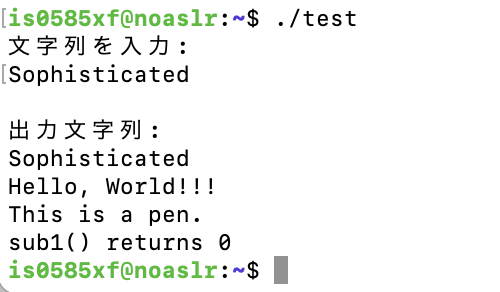 [is0585xf@noaslr:~$ ./test
文字列を入力:
[Sophisticated

出力文字列:
Sophisticated
Hello, World!!!
This is a pen.
sub1() returns 0
is0585xf@noaslr:~$